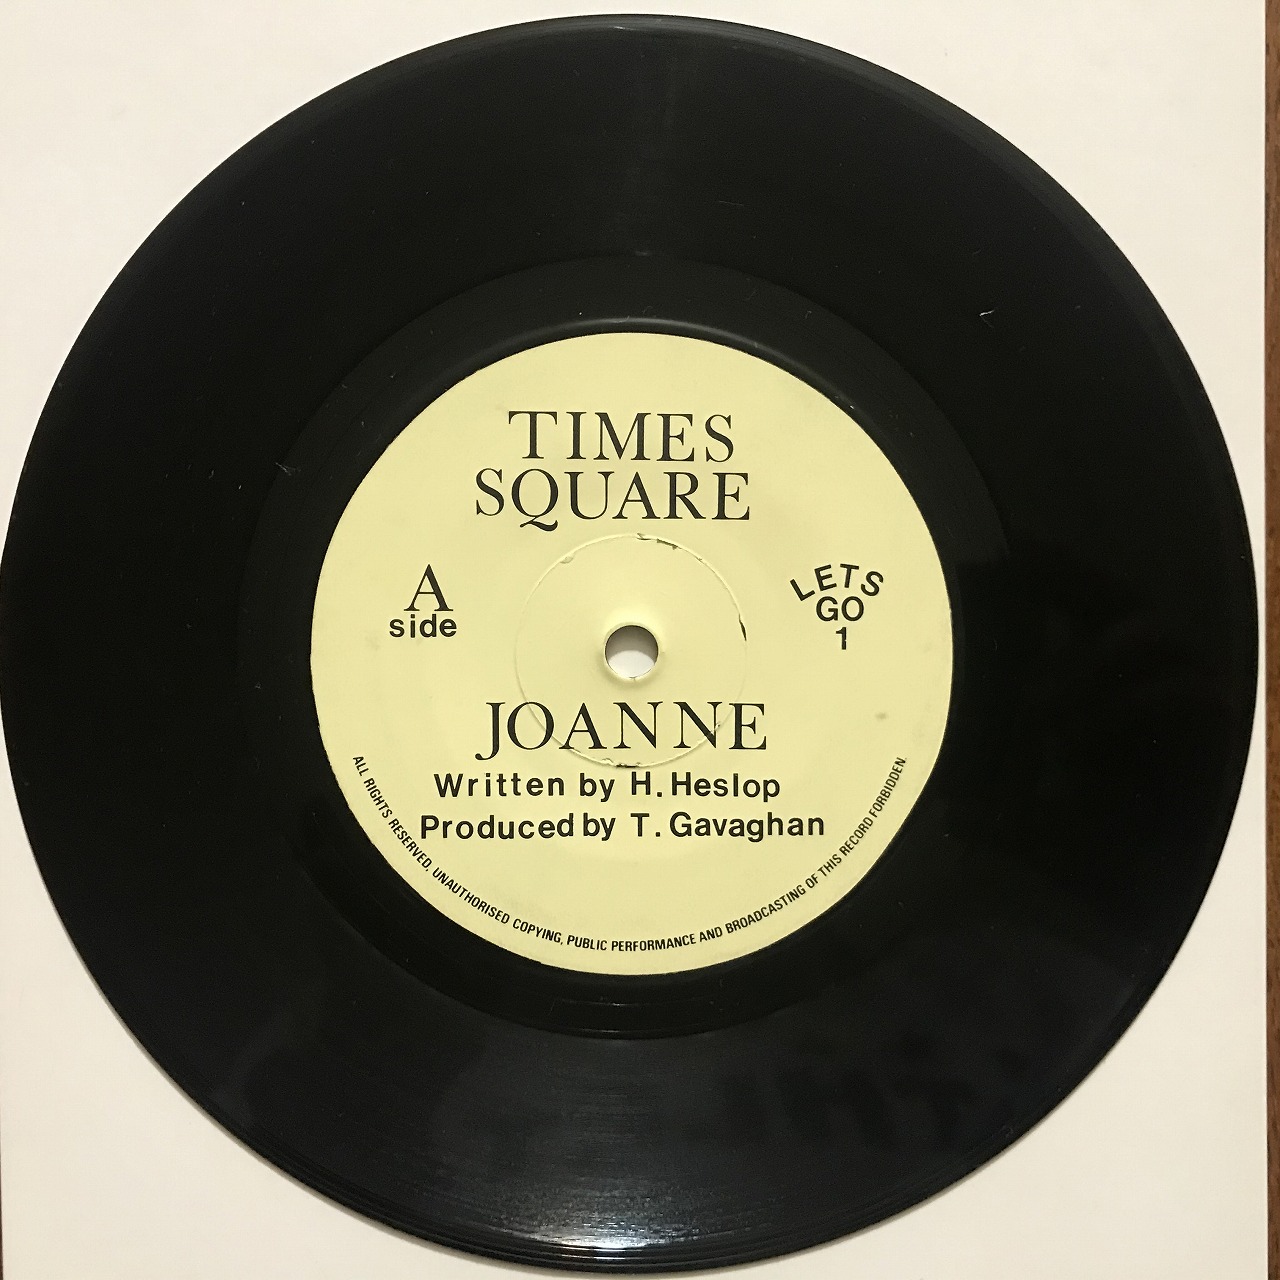 TIMES
SQUARE
A
side
LETS
GO
1
JOANNE
Written by H. Heslop
Produced by T. Gavaghan
ALL RIGHTS RESERVED. UNAUTHORISED COPYING, PUBLIC PERFORMANCE AND BROADCASTING OF THIS RECORD FORBIDDEN.